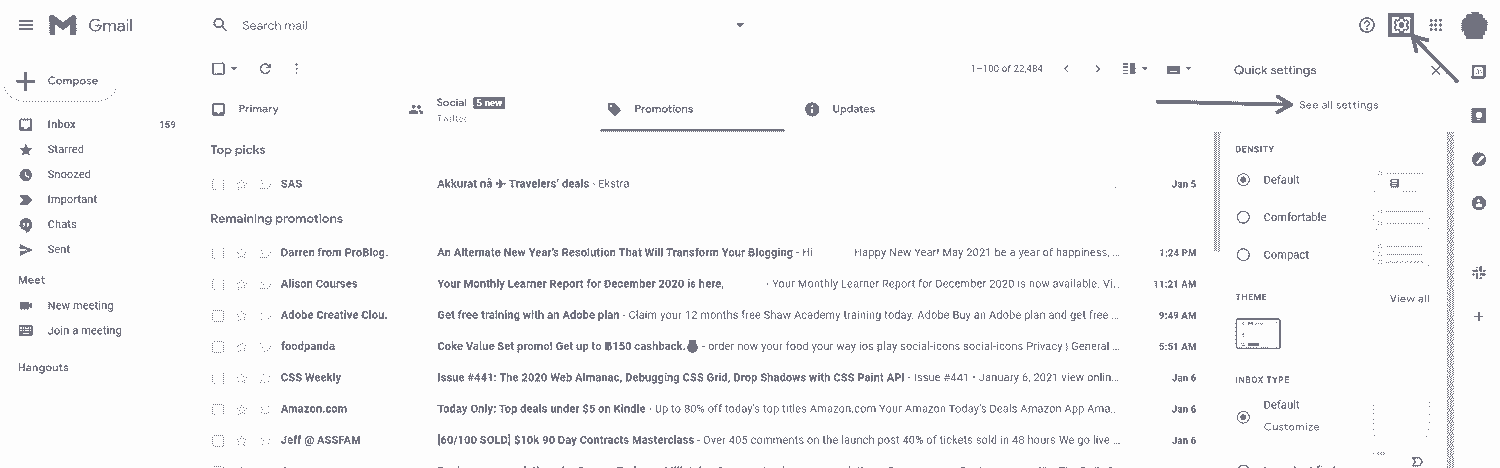 Gmail
Search mail
Compose
1–100 of 22,484
Quick settings
See all settings
Primary
Social 5 new
Twitter
Promotions
Updates
Inbox 159
Starred
Snoozed
Important
Chats
Sent
Meet
New meeting
Join a meeting
Hangouts
Top picks
SAS Akkurat nå ✈ Travelers' deals - Ekstra Jan 5
Remaining promotions
Darren from ProBlog. An Alternate New Year's Resolution That Will Transform Your Blogging - Hi Happy New Year! May 2021 be a year of happiness, ... 1:24 PM
Alison Courses Your Monthly Learner Report for December 2020 is here, - Your Monthly Learner Report for December 2020 is now available. Vi... 11:21 AM
Adobe Creative Clou. Get free training with an Adobe plan - Claim your 12 months free Shaw Academy training today. Adobe Buy an Adobe plan and get free ... 9:49 AM
foodpanda Coke Value Set promo! Get up to ฿150 cashback. - order now your food your way ios play social-icons social-icons Privacy | General ... 5:51 AM
CSS Weekly Issue #441: The 2020 Web Almanac, Debugging CSS Grid, Drop Shadows with CSS Paint API - Issue #441 • January 6, 2021 view onlin... Jan 6
Amazon.com Today Only: Top deals under $5 on Kindle - Up to 80% off today's top titles Amazon.com Your Amazon Today's Deals Amazon App Ama... Jan 6
Jeff @ ASSFAM [60/100 SOLD] $10k 90 Day Contracts Masterclass - Over 405 comments on the launch post 40% of tickets sold in 48 hours We go live ... Jan 6
DENSITY
Default
Comfortable
Compact
THEME View all
INBOX TYPE
Default
Customize